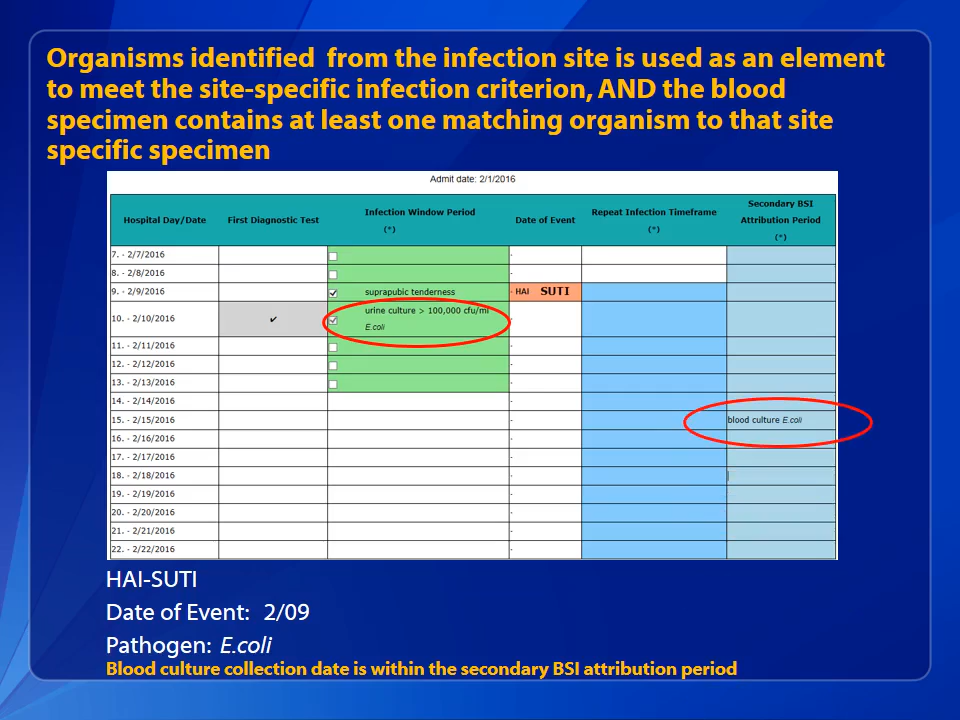 Organisms identified  from the infection site is used as an element
to meet the site-specific infection criterion, AND the blood
specimen contains at least one matching organism to that site
specific specimen
Admit date: 2/1/2016
Hospital Day/Date First Diagnostic Test Infection Window Period (*) Date of Event Repeat Infection Timeframe (*) Secondary BSI Attribution Period (*)
7. - 2/7/2016 -
8. - 2/8/2016 -
9. - 2/9/2016 suprapubic tenderness - HAI SUTI
10. - 2/10/2016 ✔ urine culture > 100,000 cfu/ml -
E.coli
11. - 2/11/2016 -
12. - 2/12/2016 -
13. - 2/13/2016 -
14. - 2/14/2016 -
15. - 2/15/2016 - blood culture E.coli
16. - 2/16/2016 -
17. - 2/17/2016 -
18. - 2/18/2016 -
19. - 2/19/2016 -
20. - 2/20/2016 -
21. - 2/21/2016 -
22. - 2/22/2016 -
HAI-SUTI
Date of Event:  2/09
Pathogen: E.coli
Blood culture collection date is within the secondary BSI attribution period